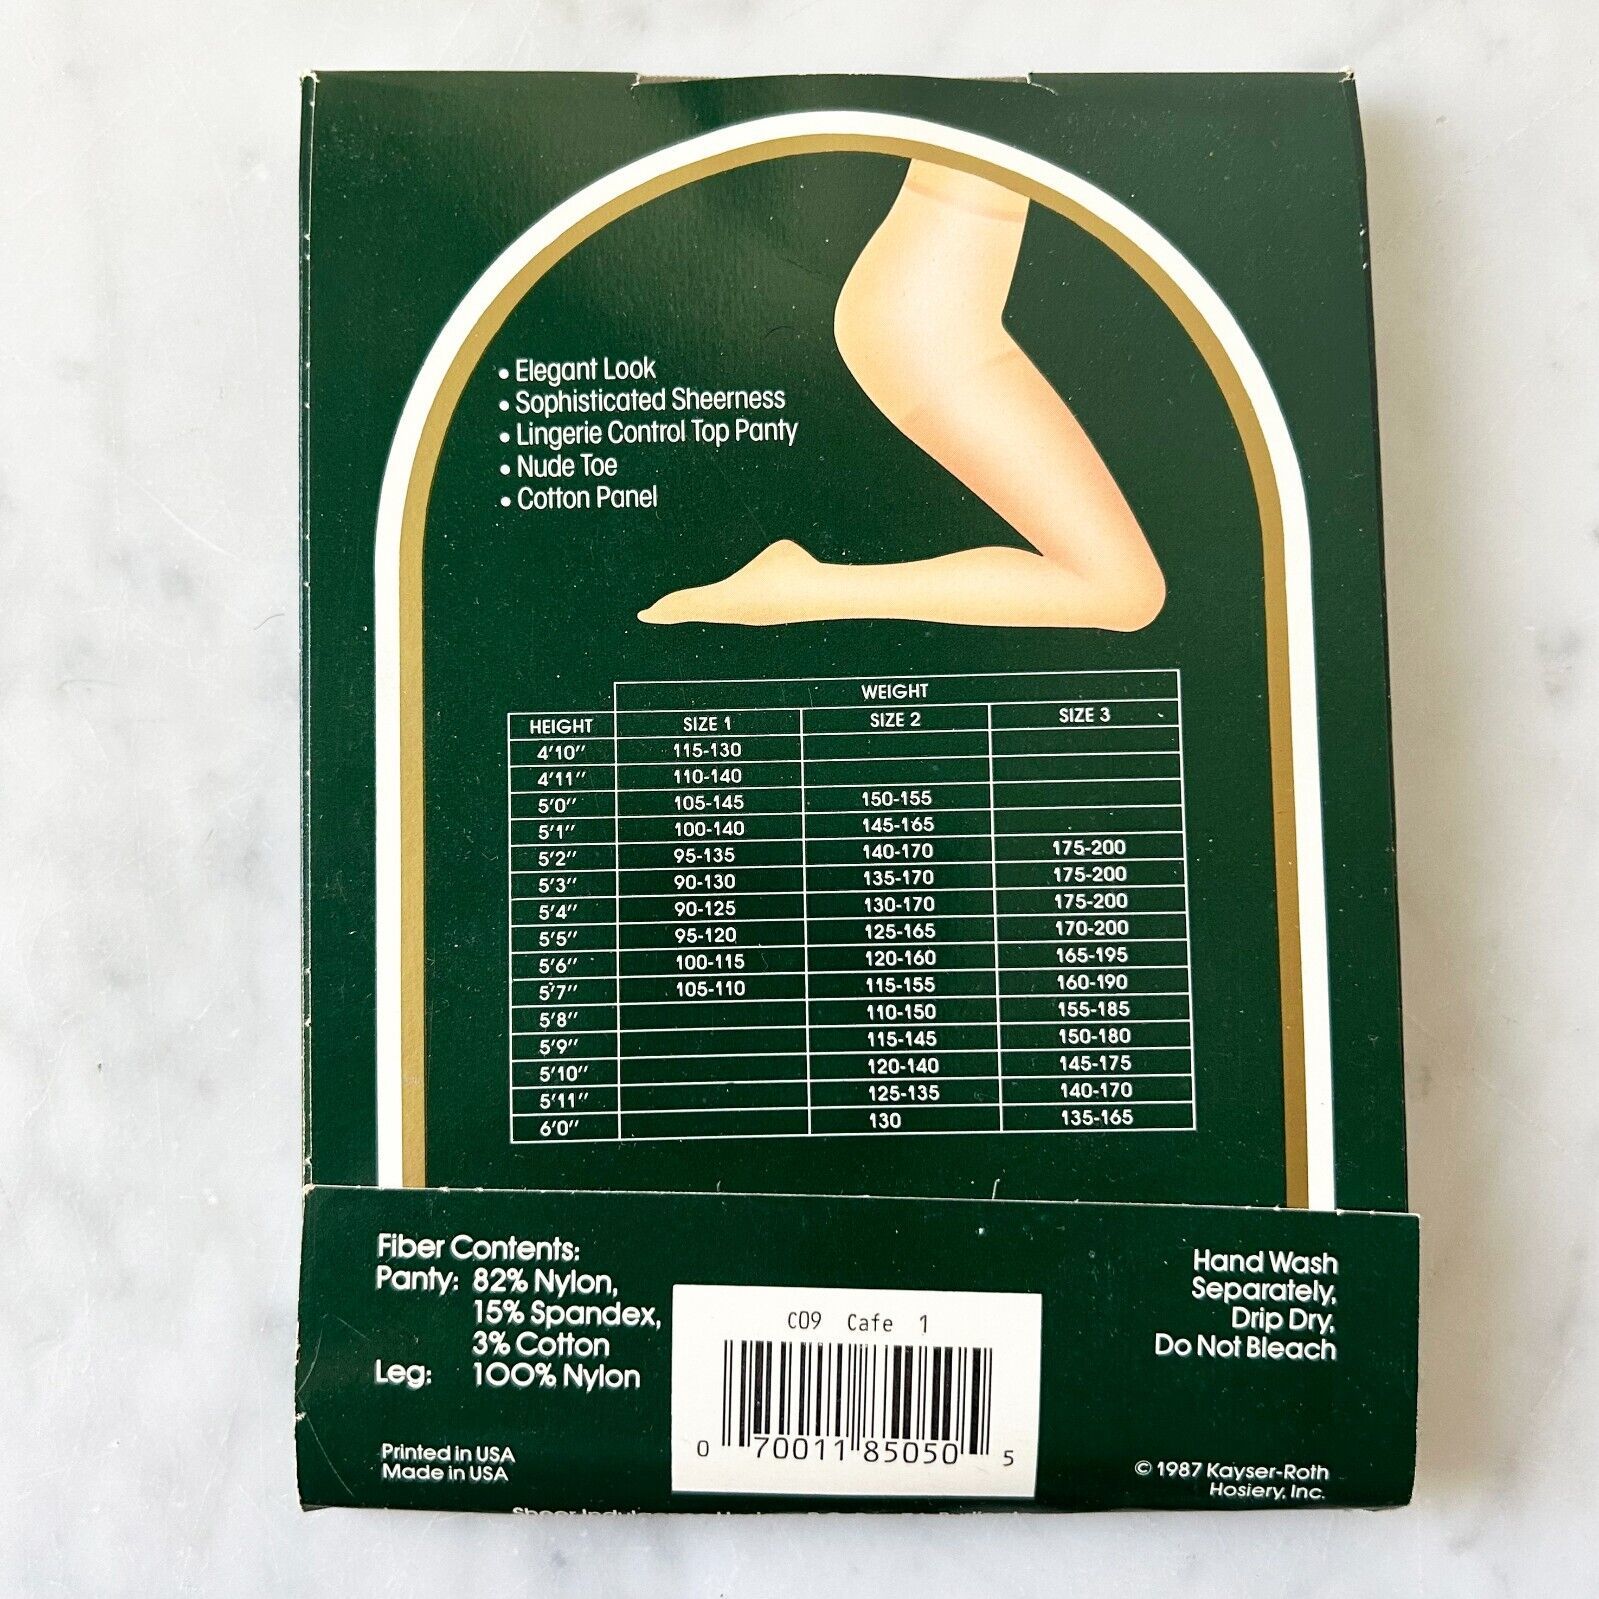 • Elegant Look
• Sophisticated Sheerness
• Lingerie Control Top Panty
• Nude Toe
• Cotton Panel
WEIGHT
HEIGHT SIZE 1 SIZE 2 SIZE 3
4'10" 115-130
4'11" 110-140
5'0" 105-145 150-155
5'1" 100-140 145-165
5'2" 95-135 140-170 175-200
5'3" 90-130 135-170 175-200
5'4" 90-125 130-170 175-200
5'5" 95-120 125-165 170-200
5'6" 100-115 120-160 165-195
5'7" 105-110 115-155 160-190
5'8" 110-150 155-185
5'9" 115-145 150-180
5'10" 120-140 145-175
5'11" 125-135 140-170
6'0" 130 135-165
Fiber Contents:
Panty: 82% Nylon,
15% Spandex,
3% Cotton
Leg: 100% Nylon
Printed in USA
Made in USA
C09 Cafe 1
0 70011 85050 5
Hand Wash
Separately,
Drip Dry,
Do Not Bleach
© 1987 Kayser-Roth
Hosiery, Inc.